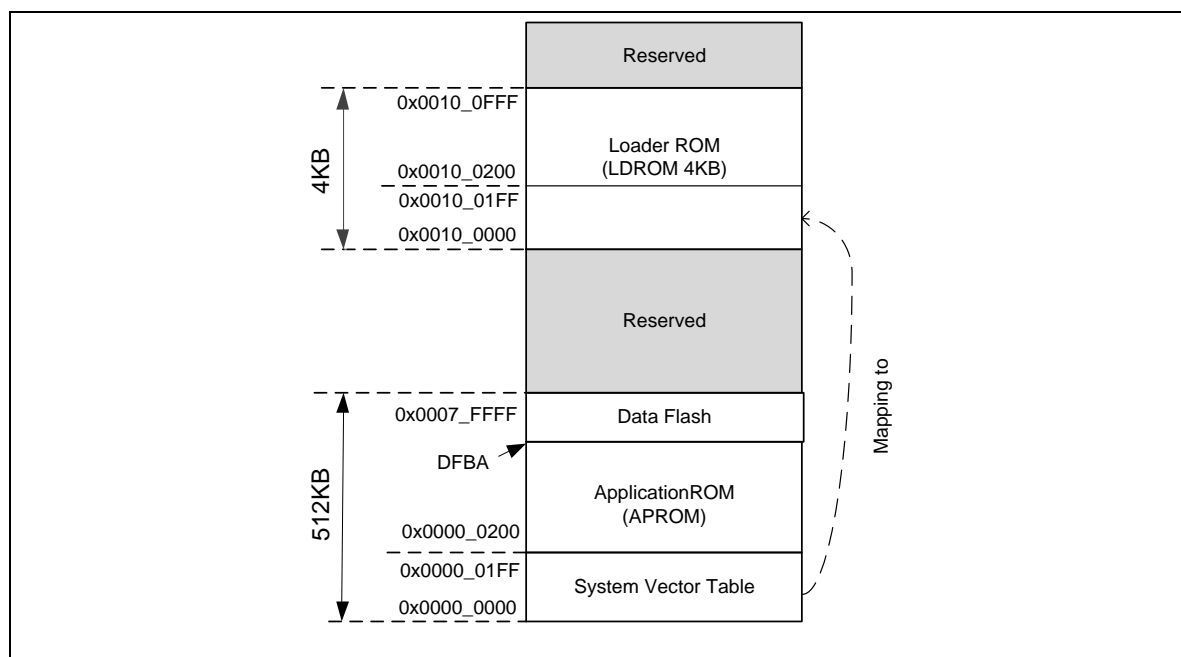 Reserved
0x0010_0FFF
Loader ROM
(LDROM 4KB)
4KB
0x0010_0200
0x0010_01FF
0x0010_0000
Reserved
Mapping to
0x0007_FFFF
Data Flash
DFBA
ApplicationROM
(APROM)
512KB
0x0000_0200
0x0000_01FF
System Vector Table
0x0000_0000